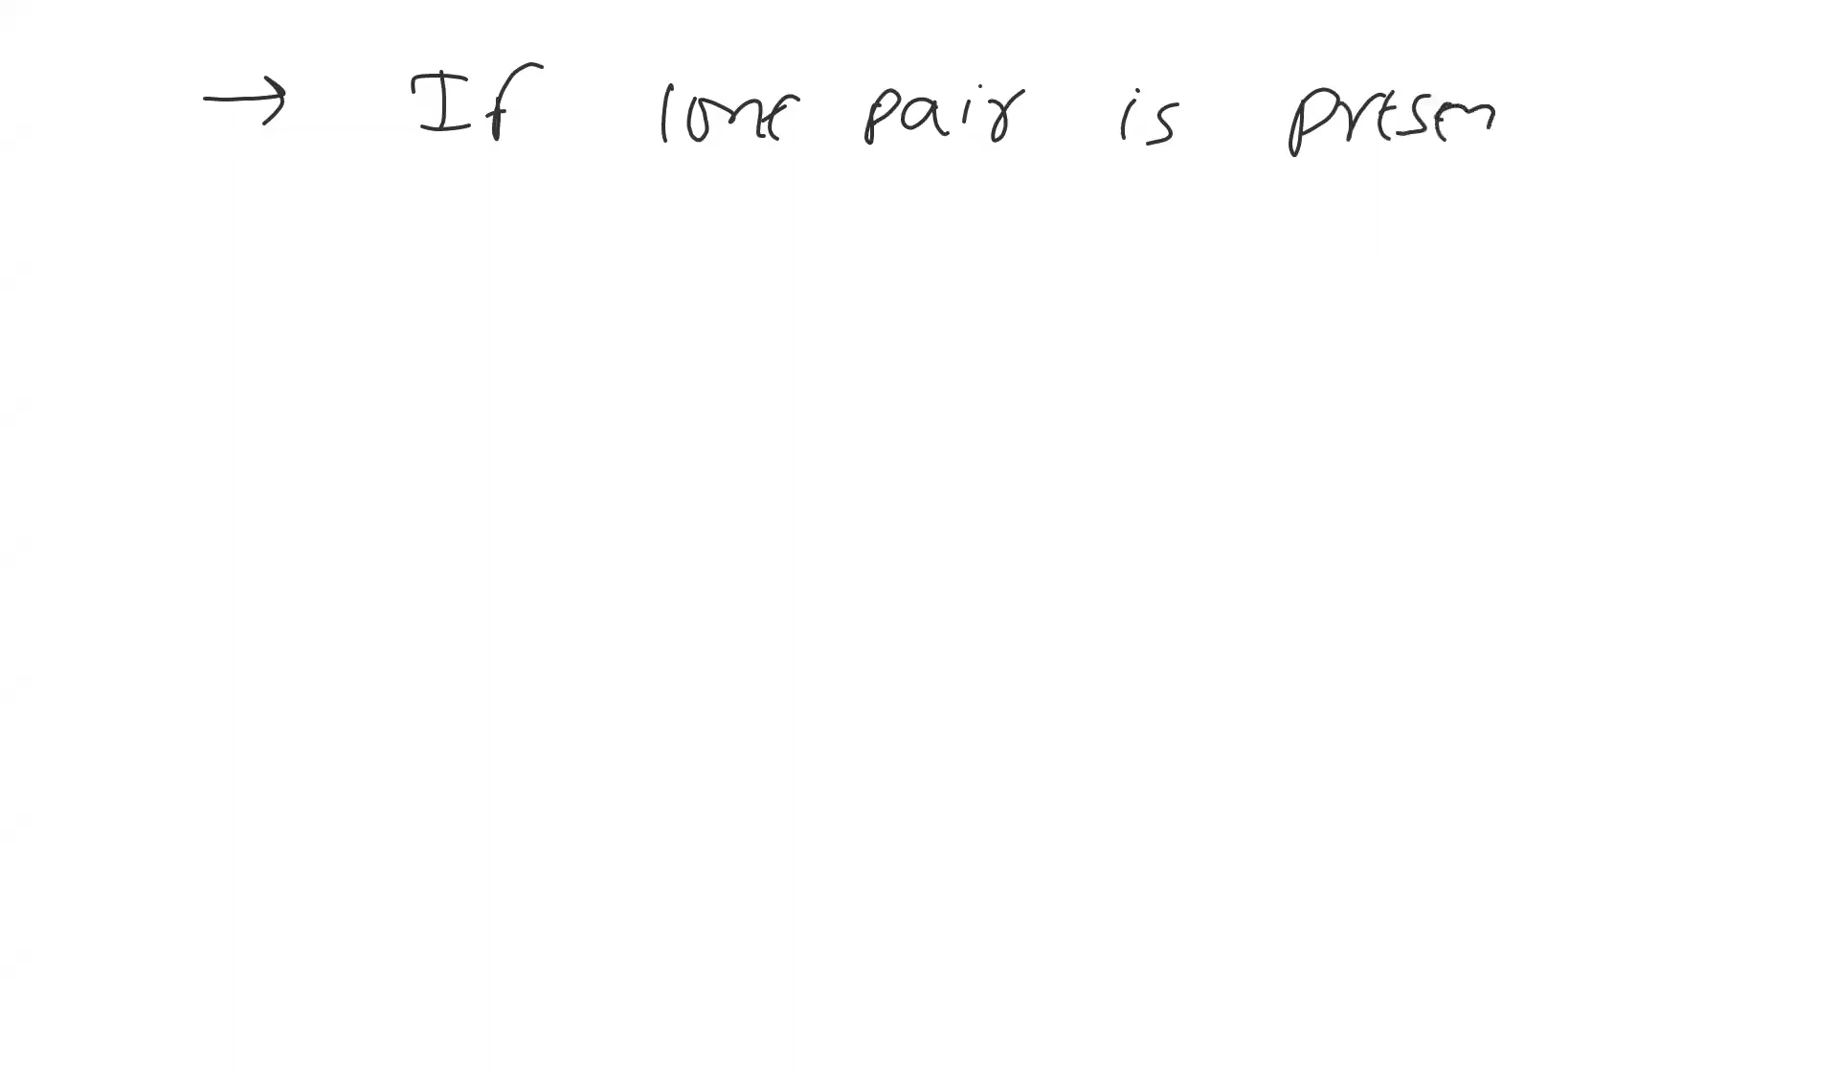 → If lone pair is presen